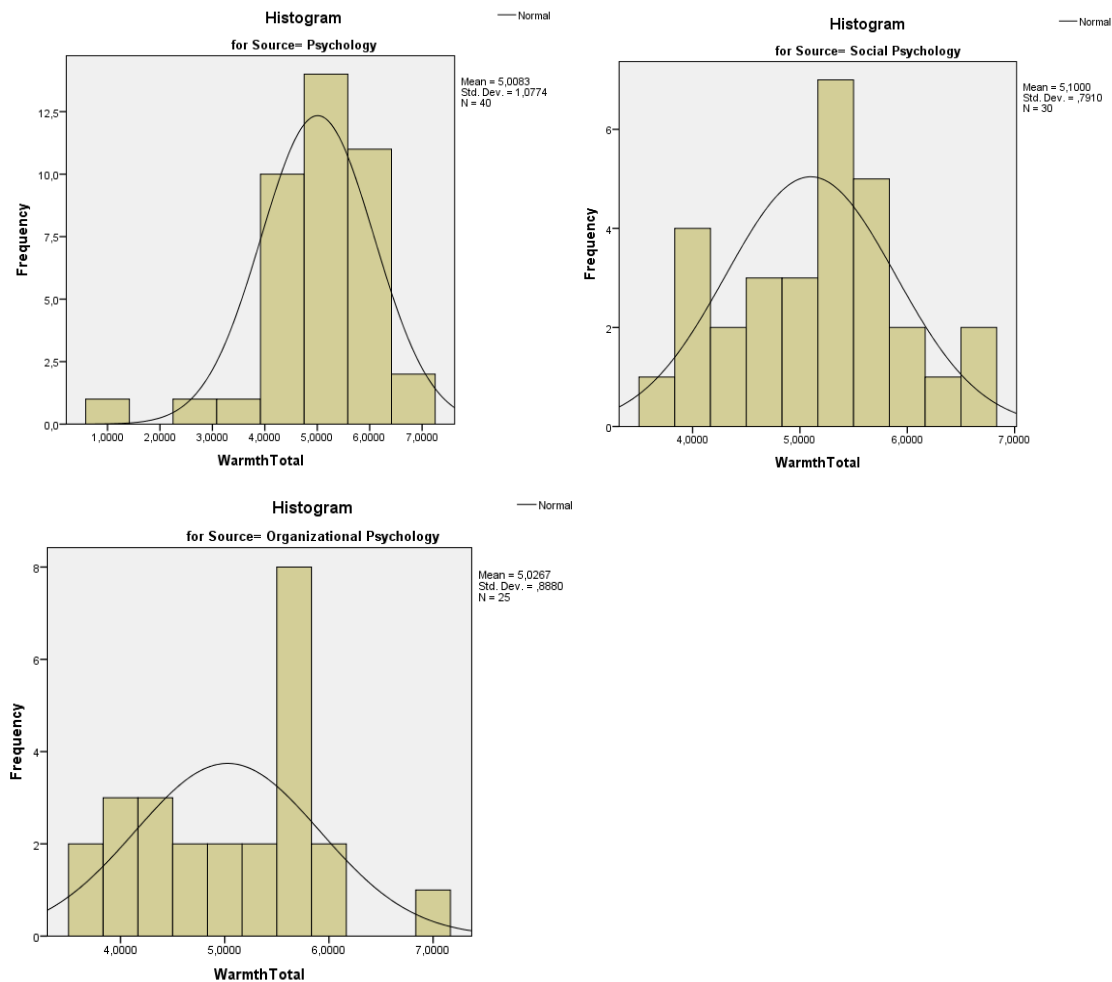 Histogram
Normal
for Source= Psychology
Mean = 5,0083
Std. Dev. = 1,0774
N = 40
12,5
10,0
7,5
5,0
2,5
0,0
Frequency
1,0000 2,0000 3,0000 4,0000 5,0000 6,0000 7,0000
WarmthTotal
Histogram
Normal
for Source= Social Psychology
Mean = 5,1000
Std. Dev. = ,7910
N = 30
6
4
2
0
Frequency
4,0000 5,0000 6,0000 7,0000
WarmthTotal
Histogram
Normal
for Source= Organizational Psychology
Mean = 5,0267
Std. Dev. = ,8880
N = 25
8
6
4
2
0
Frequency
4,0000 5,0000 6,0000 7,0000
WarmthTotal